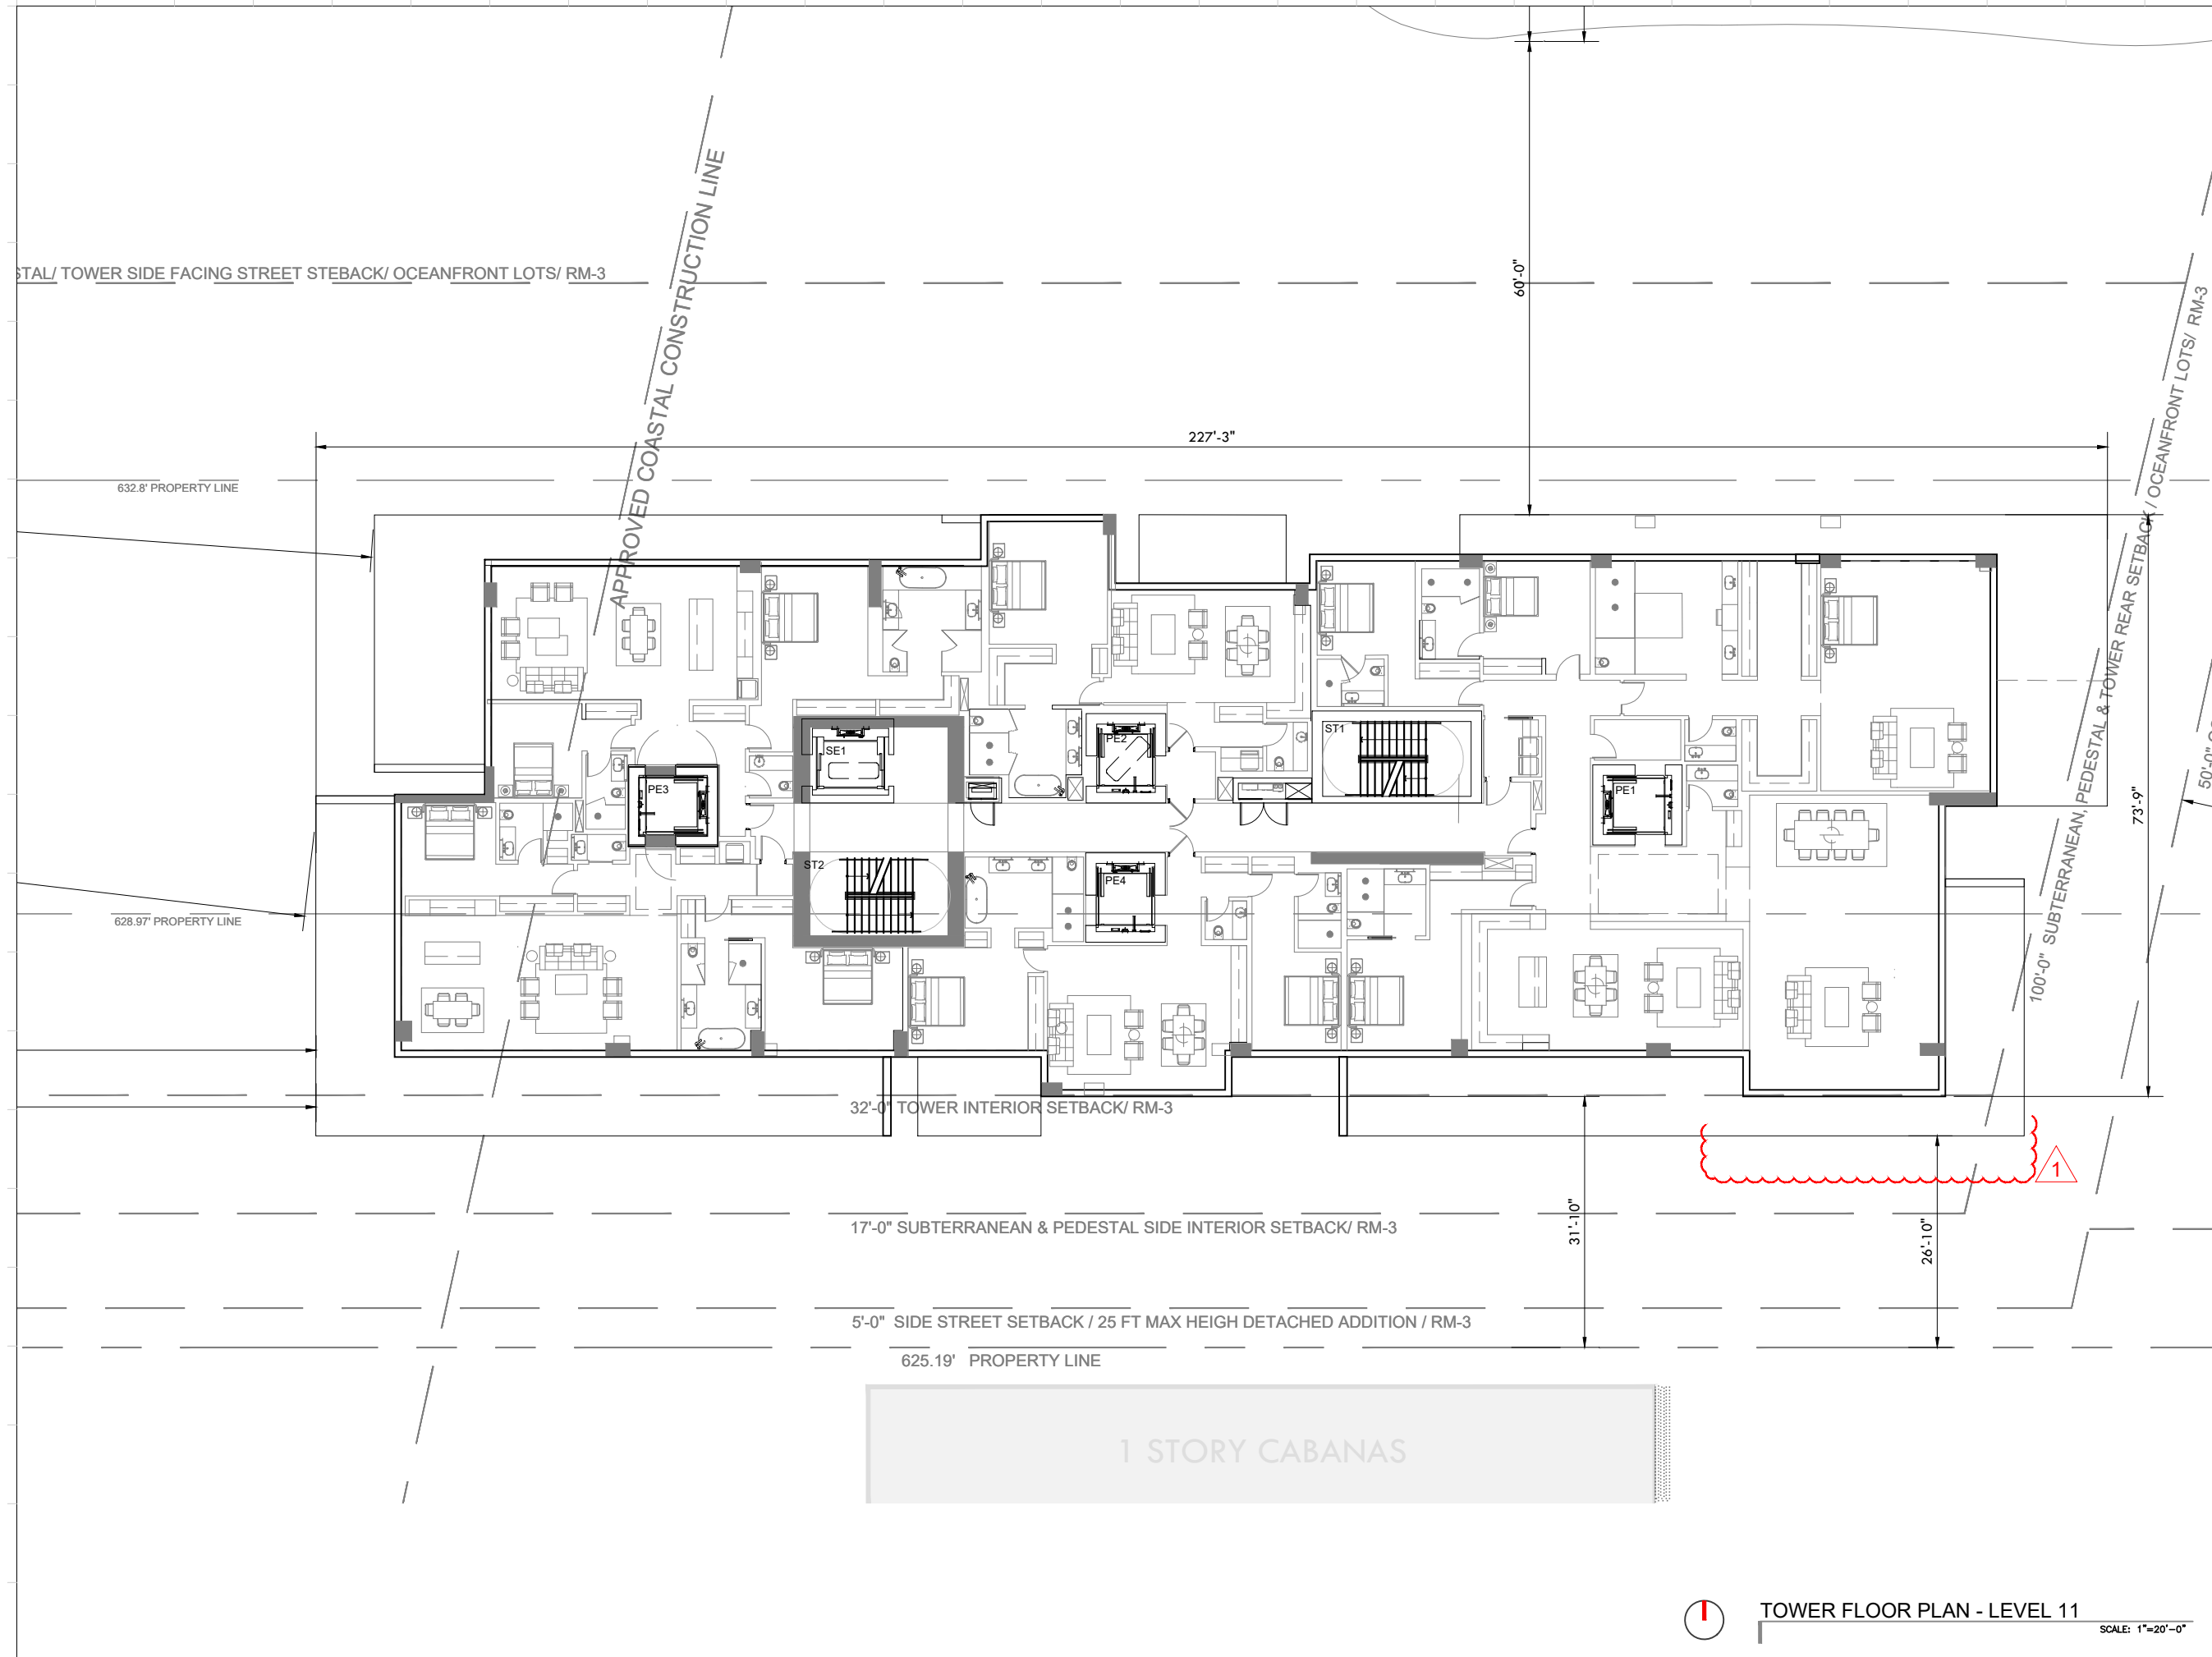 APPROVED COASTAL CONSTRUCTION LINE
TAL/ TOWER SIDE FACING STREET STEBACK/ OCEANFRONT LOTS/ RM-3
60'-0"
100'-0" SUBTERRANEAN, PEDESTAL & TOWER REAR SETBACK / OCEANFRONT LOTS/ RM-3
227'-3"
632.8' PROPERTY LINE
50'-0"
73'-9"
SE1
PE2
ST1
PE3
PE1
ST2
PE4
628.97' PROPERTY LINE
32'-0" TOWER INTERIOR SETBACK/ RM-3
1
31'-10"
26'-10"
17'-0" SUBTERRANEAN & PEDESTAL SIDE INTERIOR SETBACK/ RM-3
5'-0" SIDE STREET SETBACK / 25 FT MAX HEIGH DETACHED ADDITION / RM-3
625.19' PROPERTY LINE
1 STORY CABANAS
TOWER FLOOR PLAN - LEVEL 11
SCALE: 1"=20'-0"